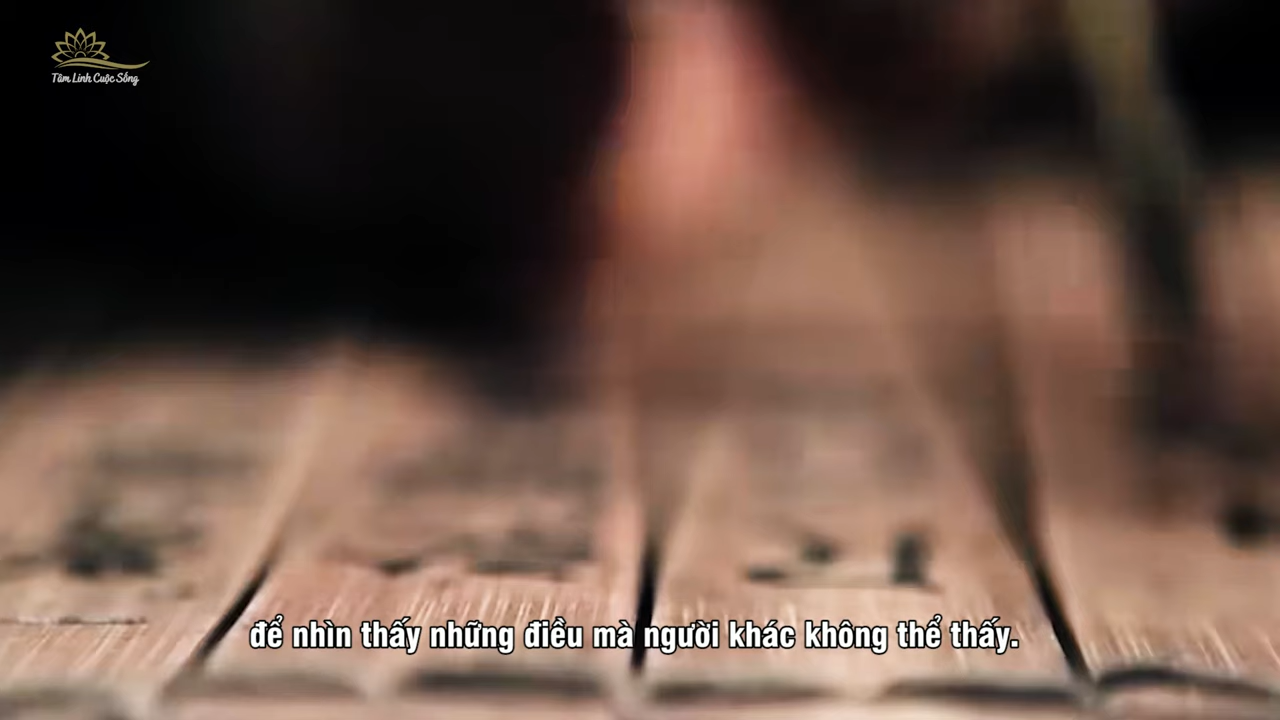 Tâm Linh Cuộc Sống
để nhìn thấy những điều mà người khác không thể thấy.